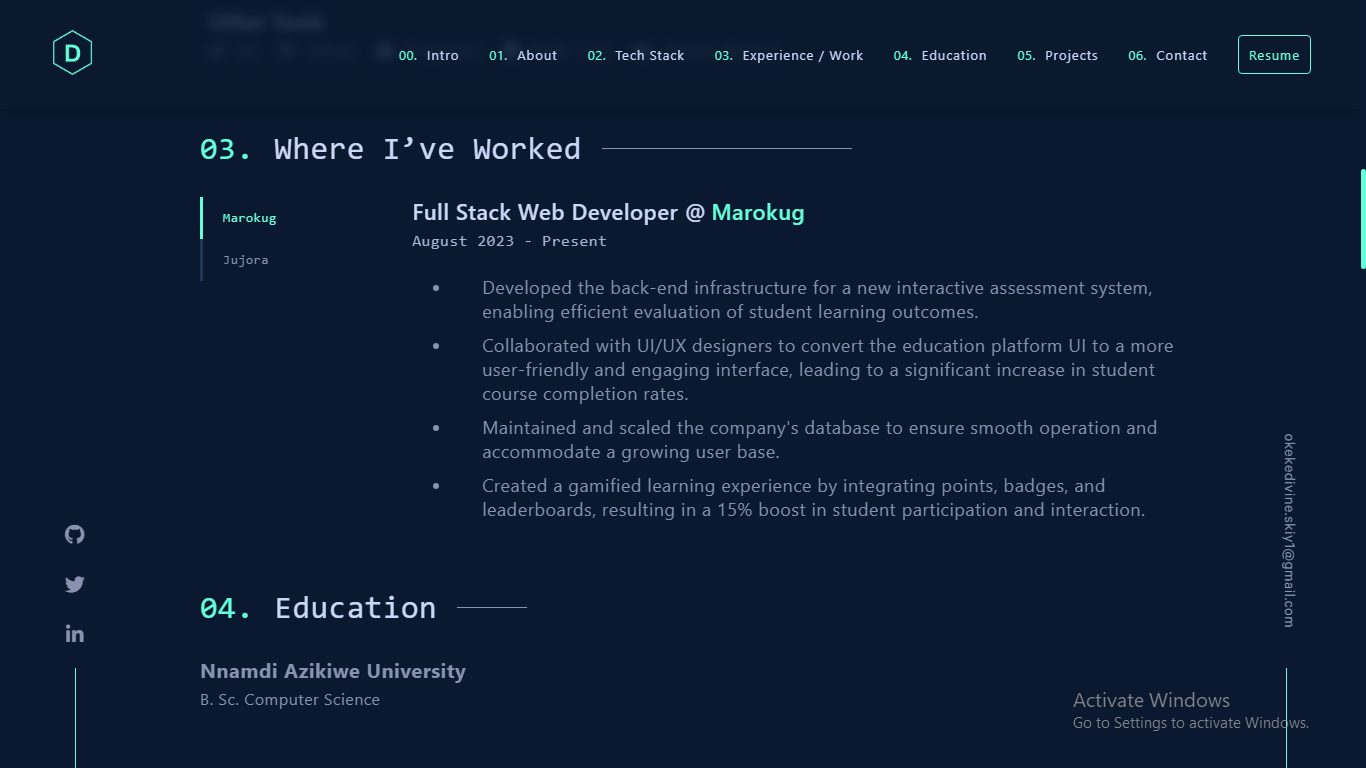 D
00. Intro 01. About 02. Tech Stack 03. Experience / Work 04. Education 05. Projects 06. Contact Resume
03. Where I’ve Worked
Marokug
Jujora
Full Stack Web Developer @ Marokug
August 2023 - Present
Developed the back-end infrastructure for a new interactive assessment system,
enabling efficient evaluation of student learning outcomes.
Collaborated with UI/UX designers to convert the education platform UI to a more
user-friendly and engaging interface, leading to a significant increase in student
course completion rates.
Maintained and scaled the company's database to ensure smooth operation and
accommodate a growing user base.
Created a gamified learning experience by integrating points, badges, and
leaderboards, resulting in a 15% boost in student participation and interaction.
okekedivine.skiy1@gmail.com
04. Education
Nnamdi Azikiwe University
B. Sc. Computer Science
Activate Windows
Go to Settings to activate Windows.